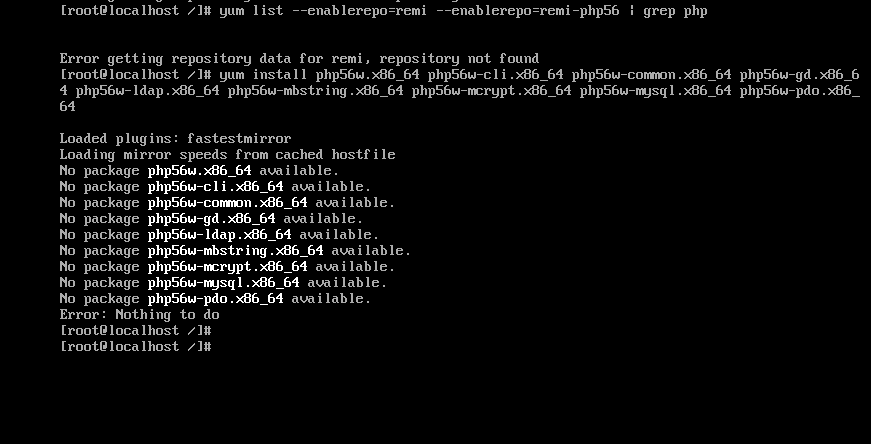 [root@localhost /]# yum list --enablerepo=remi --enablerepo=remi-php56 | grep php
Error getting repository data for remi, repository not found
[root@localhost /]# yum install php56w.x86_64 php56w-cli.x86_64 php56w-common.x86_64 php56w-gd.x86_6
4 php56w-ldap.x86_64 php56w-mbstring.x86_64 php56w-mcrypt.x86_64 php56w-mysql.x86_64 php56w-pdo.x86_
64
Loaded plugins: fastestmirror
Loading mirror speeds from cached hostfile
No package php56w.x86_64 available.
No package php56w-cli.x86_64 available.
No package php56w-common.x86_64 available.
No package php56w-gd.x86_64 available.
No package php56w-ldap.x86_64 available.
No package php56w-mbstring.x86_64 available.
No package php56w-mcrypt.x86_64 available.
No package php56w-mysql.x86_64 available.
No package php56w-pdo.x86_64 available.
Error: Nothing to do
[root@localhost /]#
[root@localhost /]#